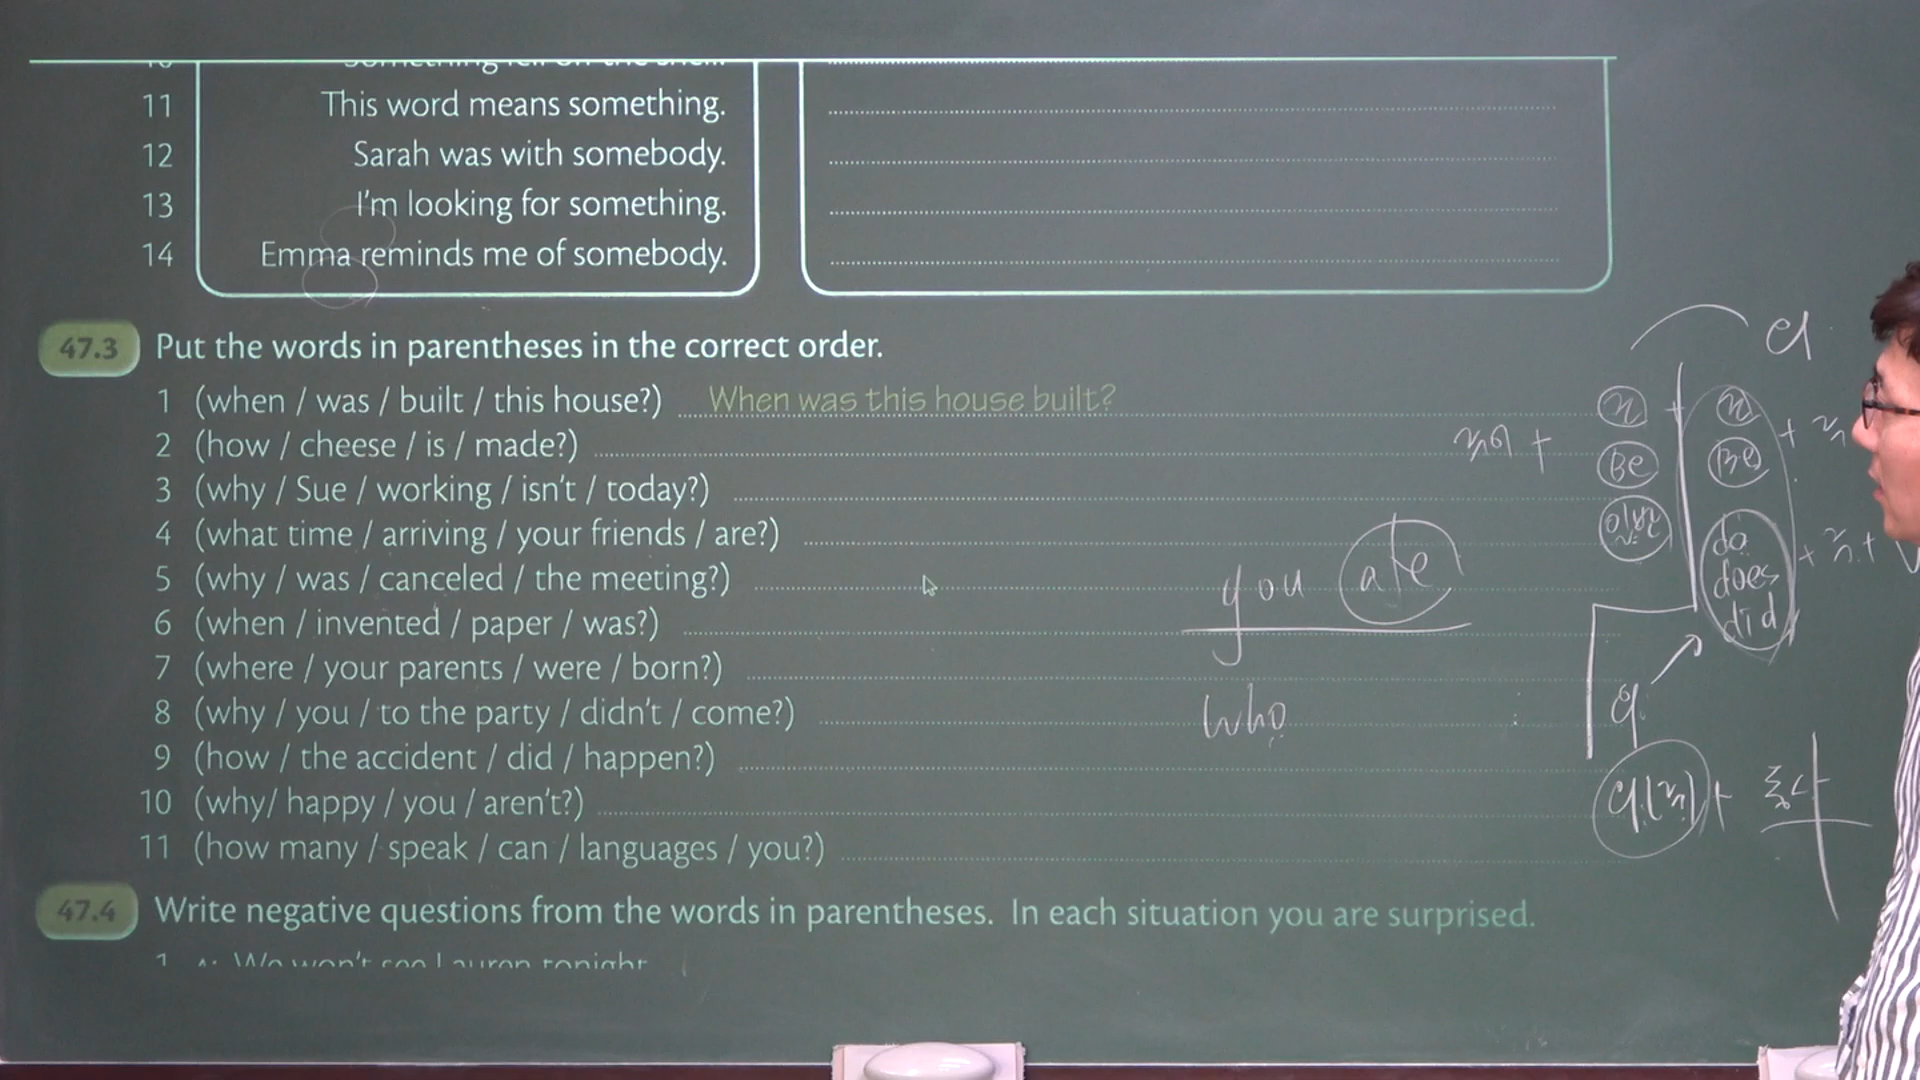 11 This word means something.
12 Sarah was with somebody.
13 I'm looking for something.
14 Emma reminds me of somebody.
47.3 Put the words in parentheses in the correct order.
1 (when / was / built / this house?) When was this house built?
2 (how / cheese / is / made?)
3 (why / Sue / working / isn't / today?)
4 (what time / arriving / your friends / are?)
5 (why / was / canceled / the meeting?)
6 (when / invented / paper / was?)
7 (where / your parents / were / born?)
8 (why / you / to the party / didn't / come?)
9 (how / the accident / did / happen?)
10 (why/ happy / you / aren't?)
11 (how many / speak / can / languages / you?)
47.4 Write negative questions from the words in parentheses. In each situation you are surprised.
you ate
who
Be
Be
do
does
did